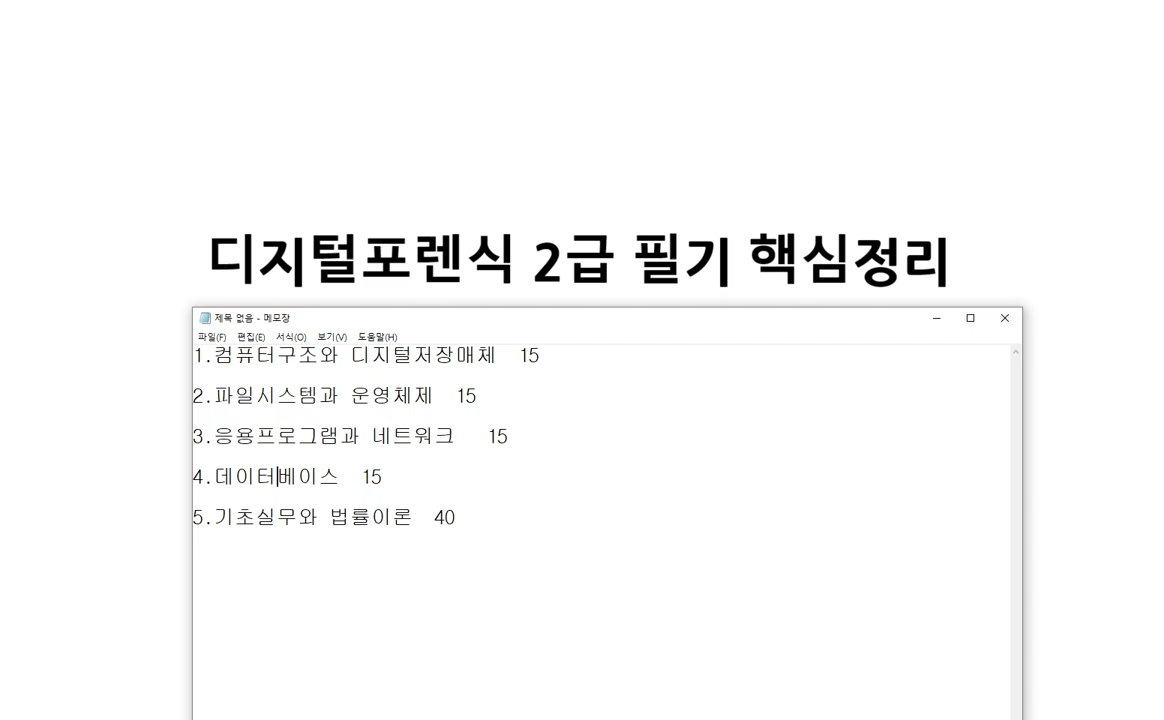 디지털포렌식 2급 필기 핵심정리
제목 없음 - 메모장
파일(F) 편집(E) 서식(O) 보기(V) 도움말(H)
1.컴퓨터구조와 디지털저장매체 15
2.파일시스템과 운영체제 15
3.응용프로그램과 네트워크 15
4.데이터베이스 15
5.기초실무와 법률이론 40